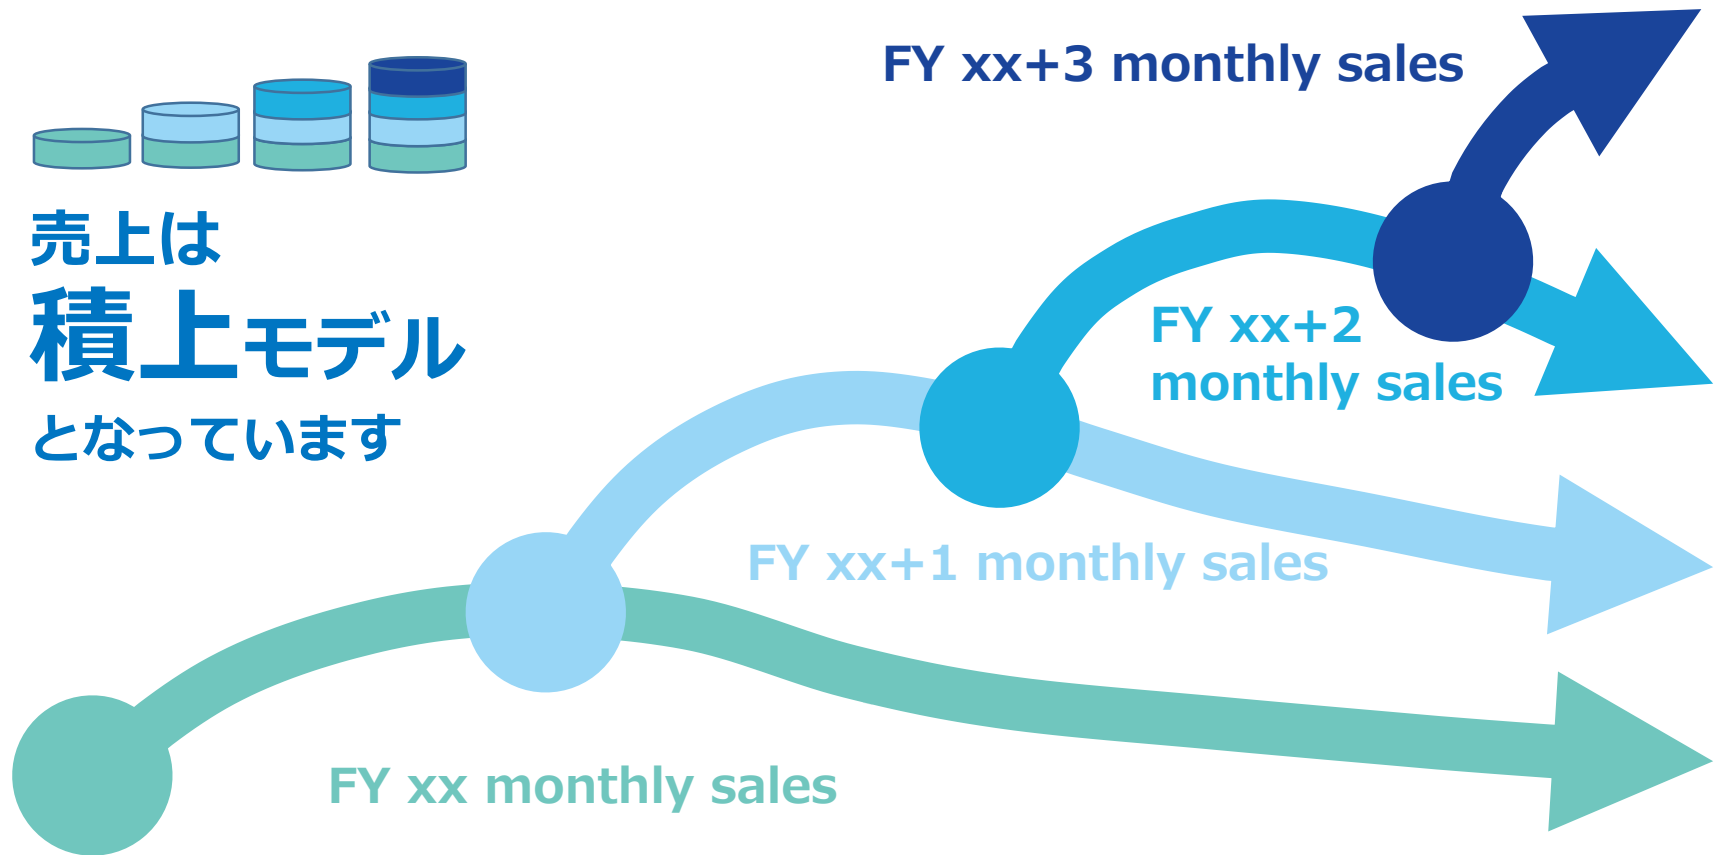 売上は
積上モデル
となっています
FY xx+3 monthly sales
FY xx+2
monthly sales
FY xx+1 monthly sales
FY xx monthly sales